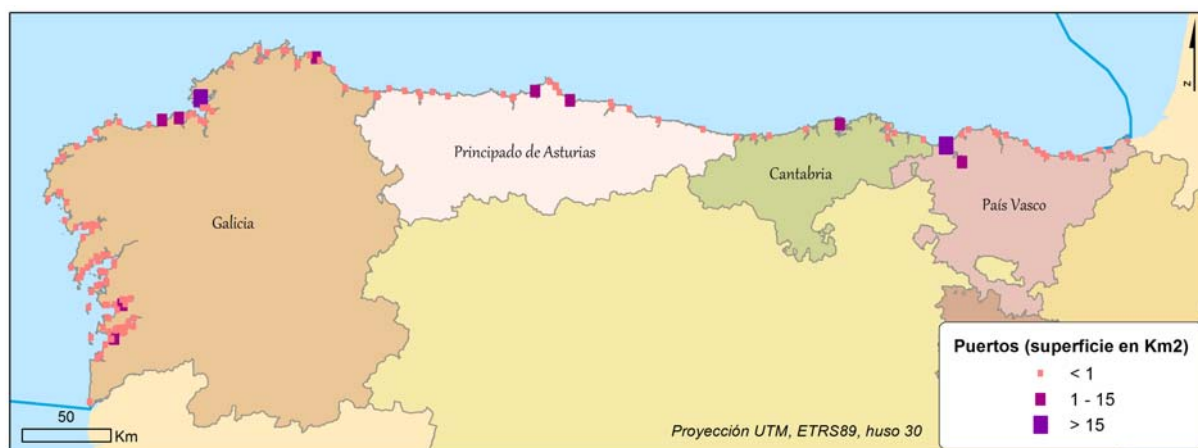 Principado de Asturias
Cantabria
País Vasco
Galicia
Puertos (superficie en Km2)
< 1
1 - 15
> 15
50
Km
Proyección UTM, ETRS89, huso 30
z